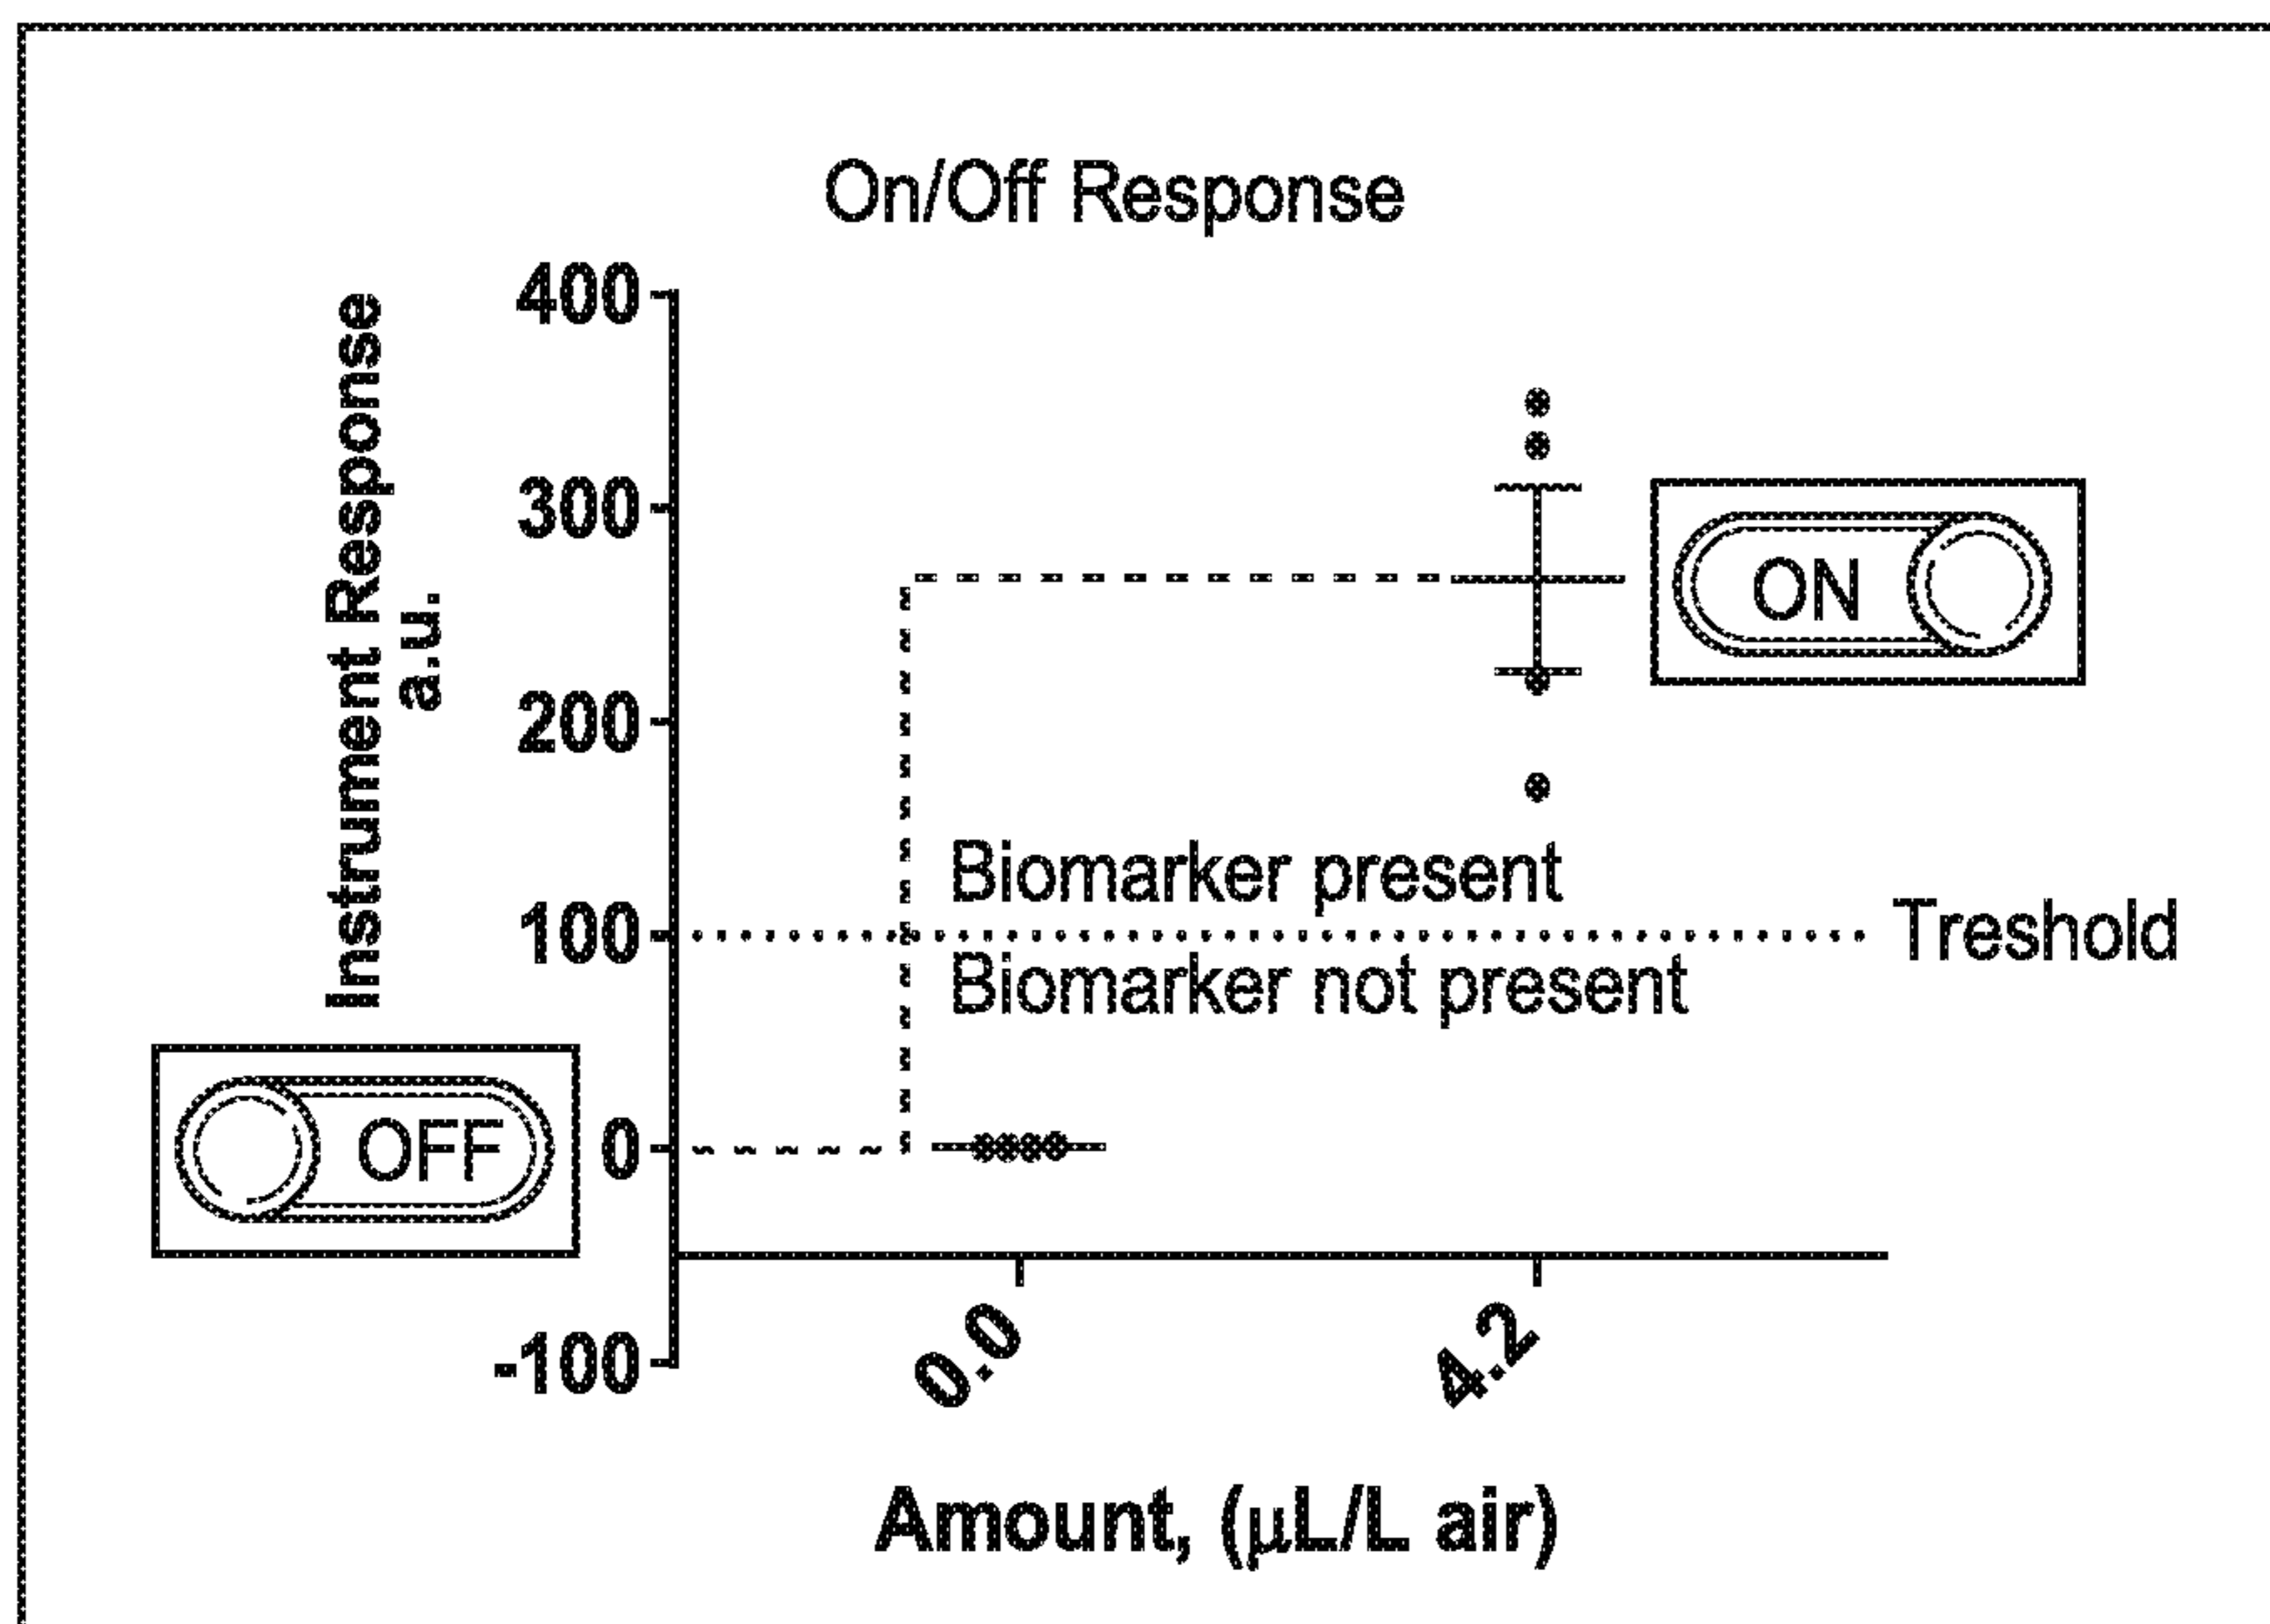 On/Off Response
Instrument Response
a.u.
400
300
200
100
0
-100
ON
Biomarker present
Treshold
Biomarker not present
OFF
0.0
4.2
Amount, (μL/L air)